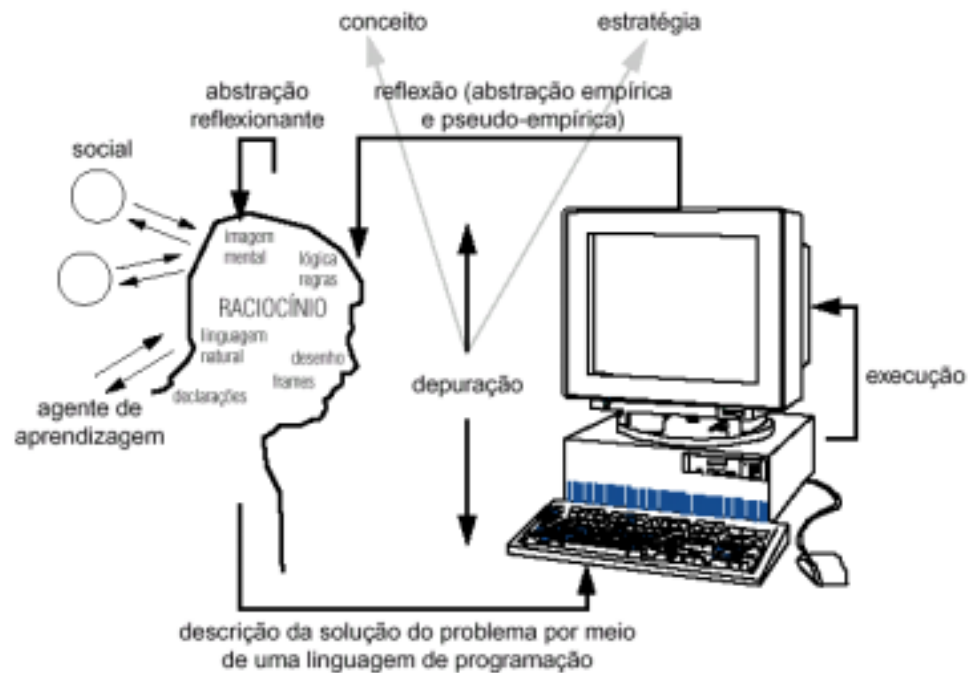 conceito
estratégia
abstração
reflexionante
reflexão (abstração empírica
e pseudo-empírica)
social
imagem
mental
lógica
regras
RACIOCÍNIO
linguagem
natural
desenho
frames
declarações
depuração
execução
agente de
aprendizagem
descrição da solução do problema por meio
de uma linguagem de programação